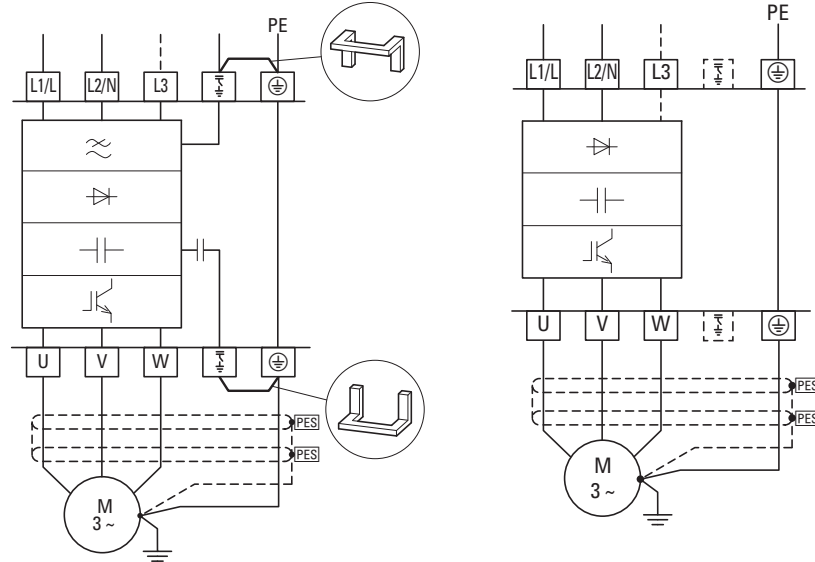 PE PE
L1/L L2/N L3 L1/L L2/N L3
U V W U V W
PES PES
PES PES
M M
3 ~ 3 ~